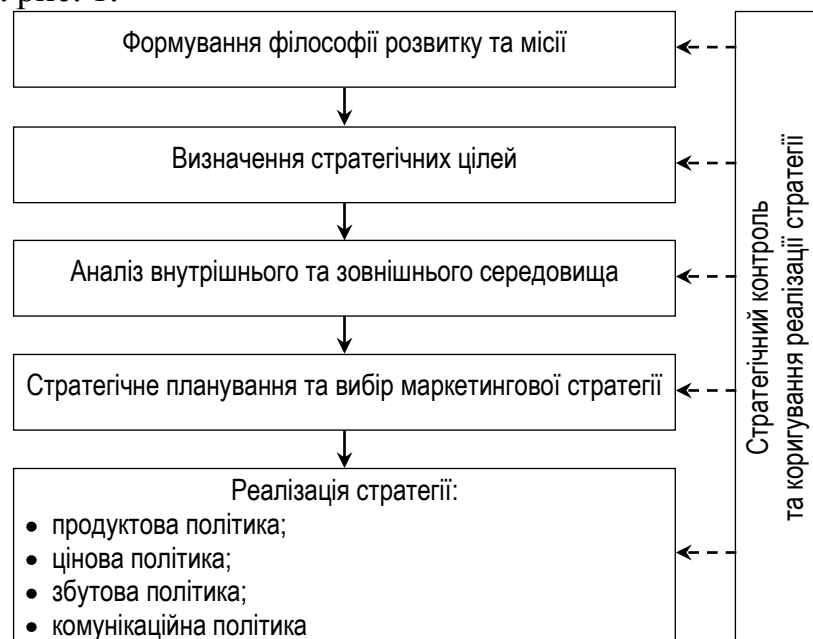 рис. 1.
Формування філософії розвитку та місії
Визначення стратегічних цілей
Аналіз внутрішнього та зовнішнього середовища
Стратегічне планування та вибір маркетингової стратегії
Реалізація стратегії:
• продуктова політика;
• цінова політика;
• збутова політика;
• комунікаційна політика
Стратегічний контроль
та коригування реалізації стратегії